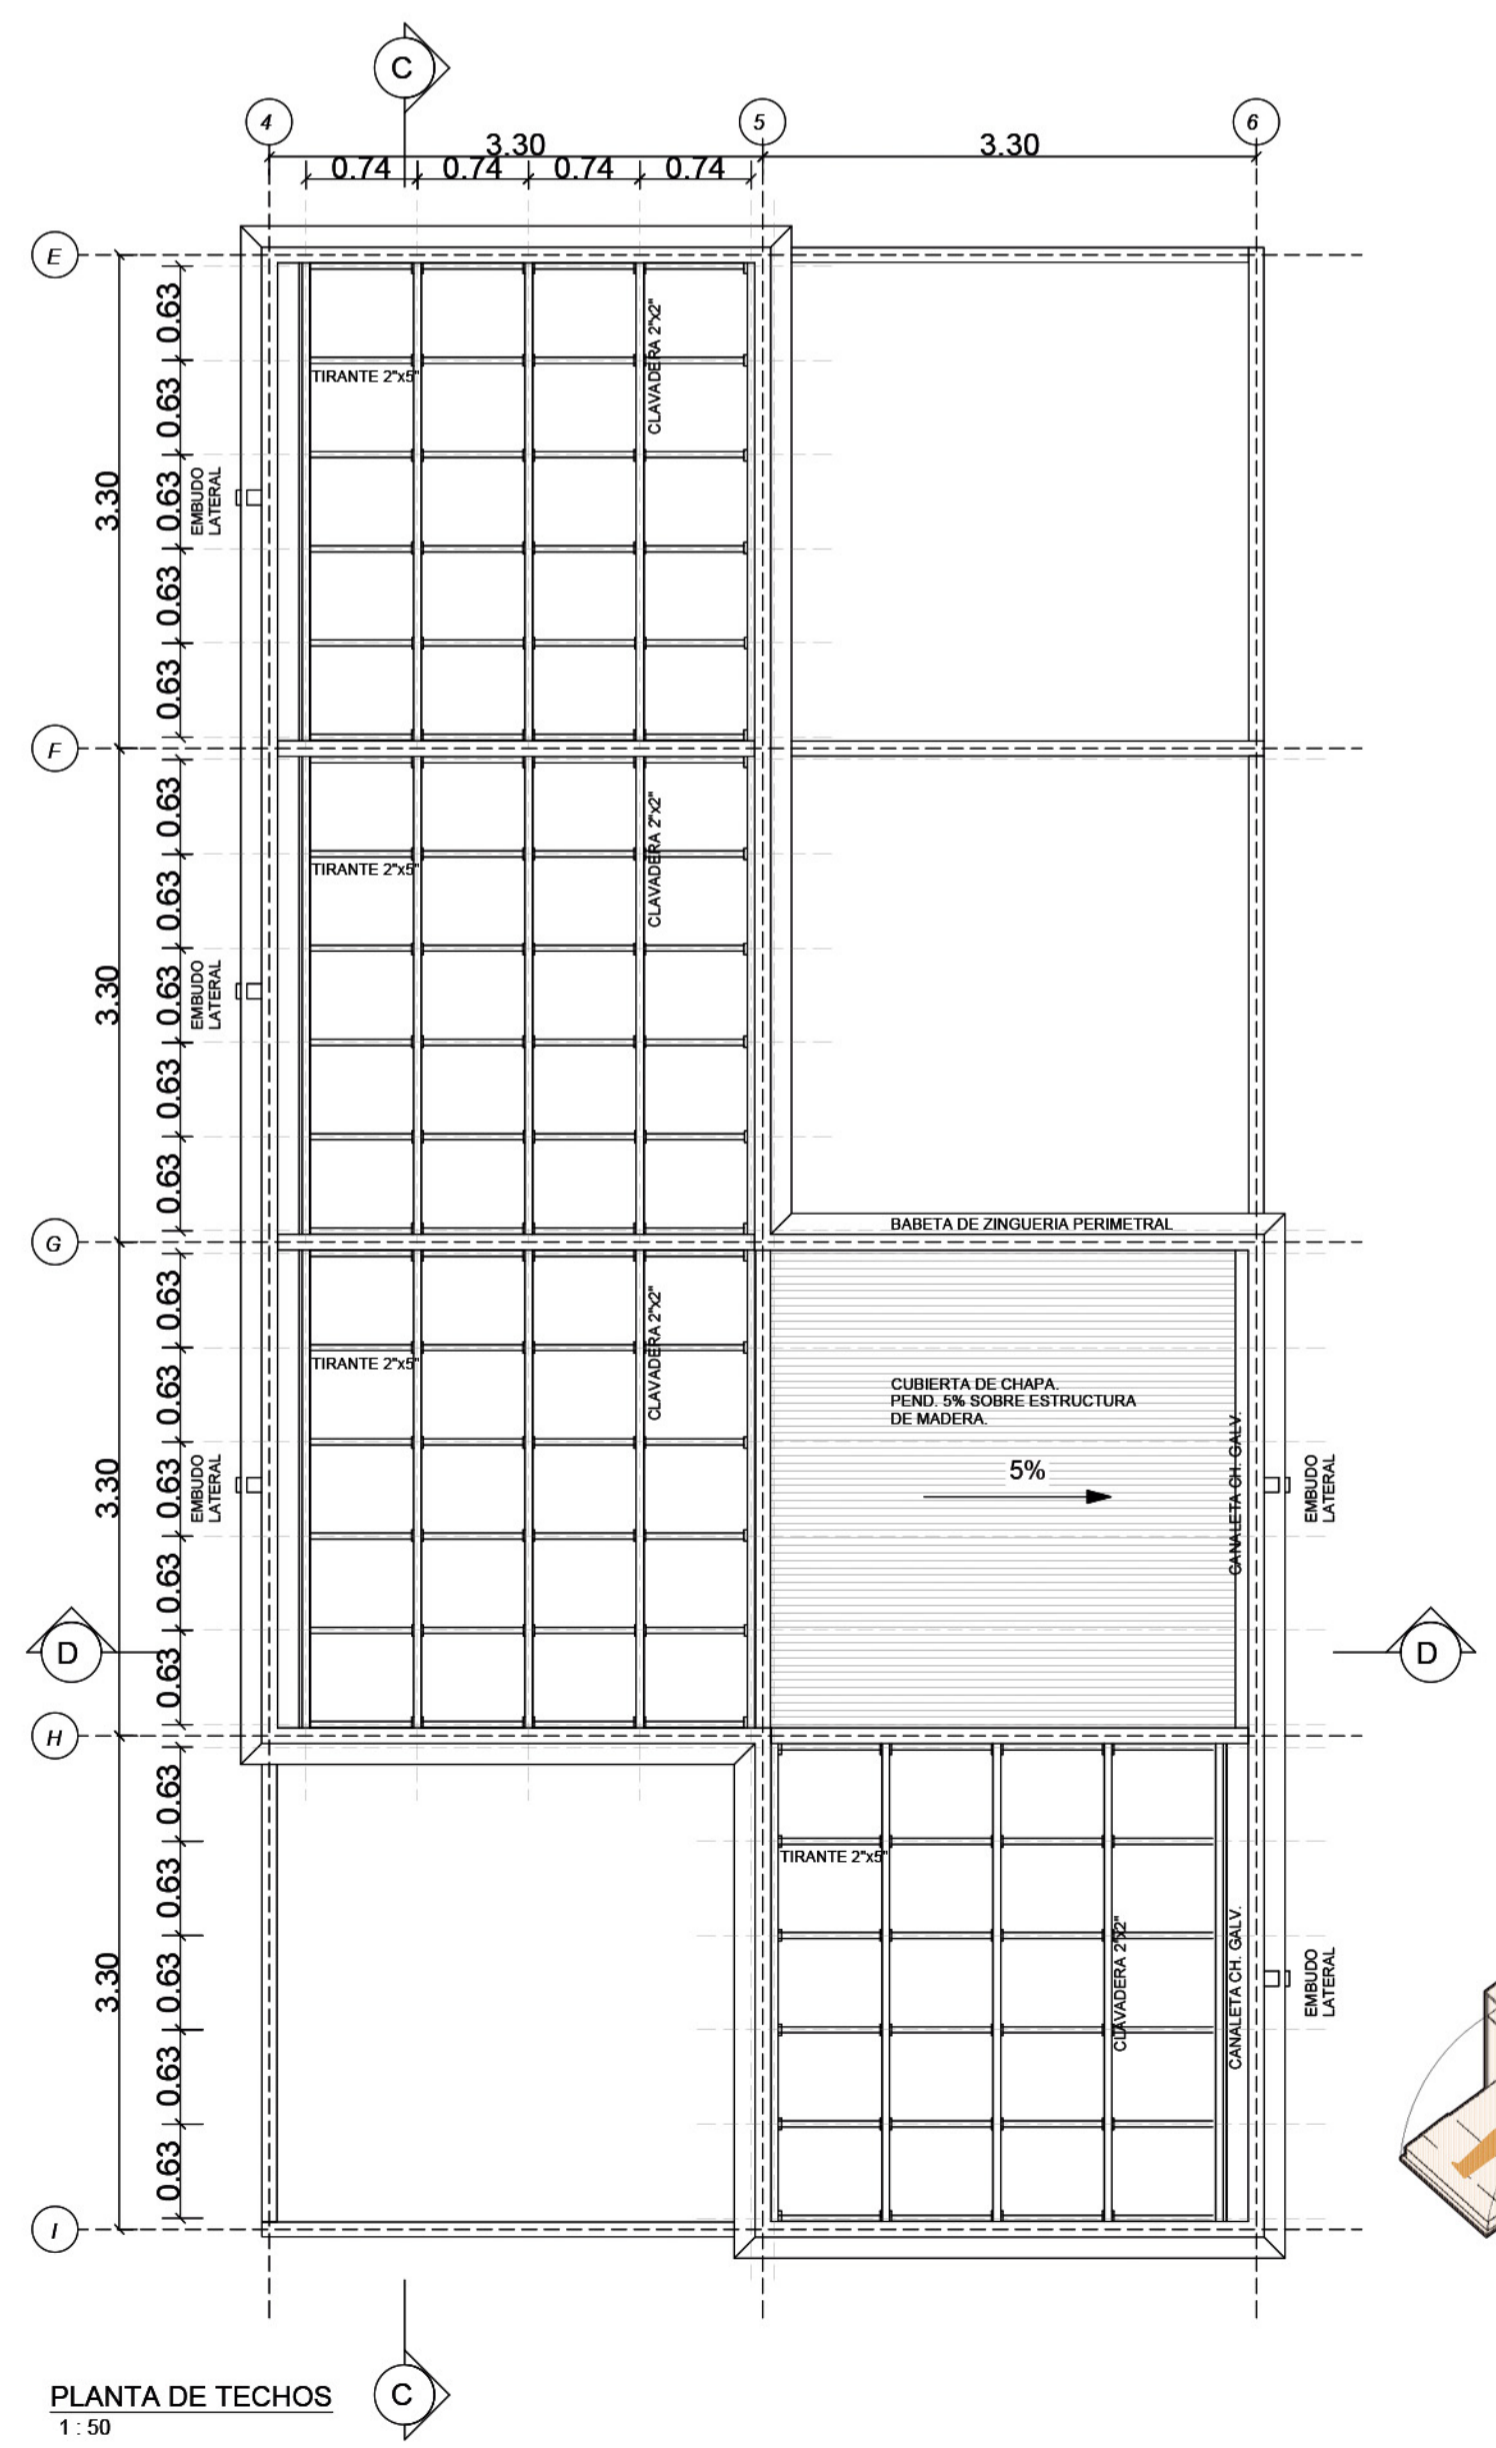 C
4
5
6
3.30
3.30
0.74
0.74
0.74
0.74
E
0.63
CLAVADERA 2"x2"
0.63
TIRANTE 2"x5"
3.30
0.63
EMBUDO
LATERAL
0.63
0.63
F
0.63
CLAVADERA 2"x2"
TIRANTE 2"x5"
0.63
3.30
0.63
EMBUDO
LATERAL
0.63
0.63
BABETA DE ZINGUERIA PERIMETRAL
G
0.63
CLAVADERA 2"x2"
TIRANTE 2"x5"
0.63
CUBIERTA DE CHAPA.
PEND. 5% SOBRE ESTRUCTURA
DE MADERA.
5%
CANALETA CH. GALV.
3.30
0.63
EMBUDO
LATERAL
EMBUDO
LATERAL
0.63
D
0.63
D
H
0.63
TIRANTE 2"x5"
0.63
3.30
0.63
CLAVADERA 2"x2"
CANALETA CH. GALV.
EMBUDO
LATERAL
0.63
0.63
I
PLANTA DE TECHOS
C
1 : 50